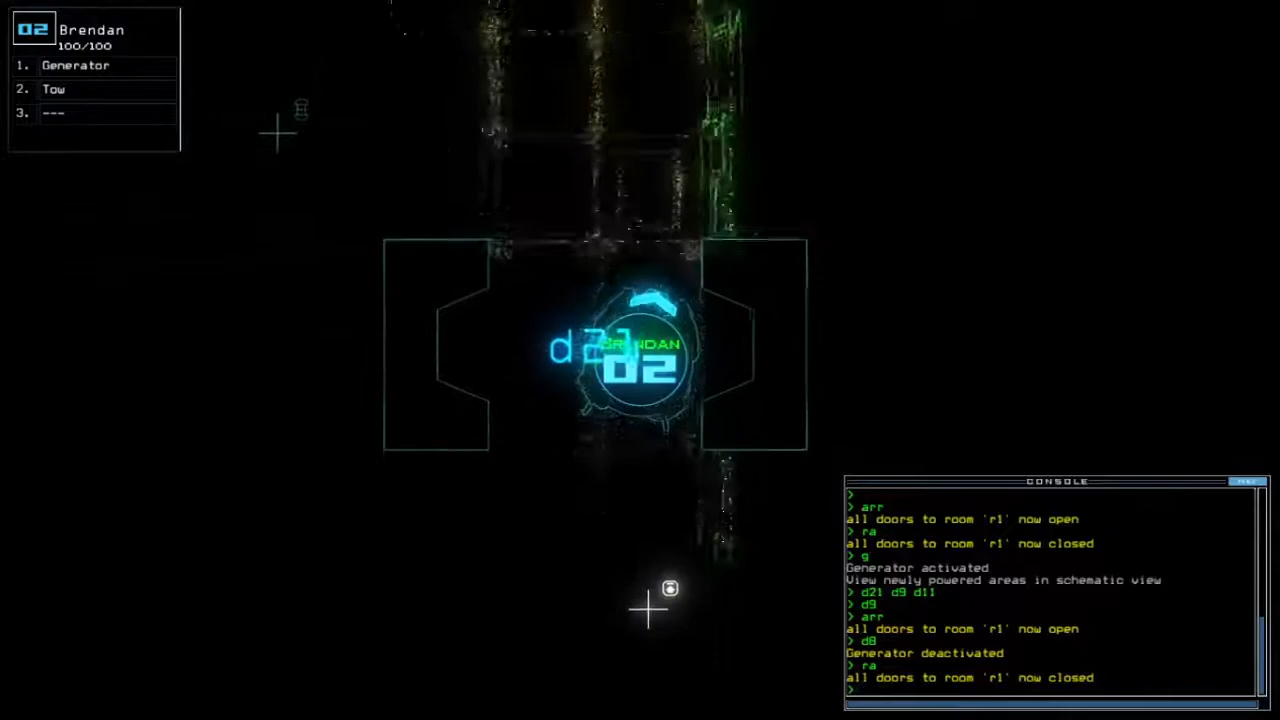 02 Brendan
100/100
1. Generator
2. Tow
3. ---
d21
BRENDAN
02
CONSOLE
>
> arr
all doors to room 'r1' now open
> ra
all doors to room 'r1' now closed
> g
Generator activated
View newly powered areas in schematic view
> d21 d9 d11
> d9
> arr
all doors to room 'r1' now open
> d8
Generator deactivated
> ra
all doors to room 'r1' now closed
>